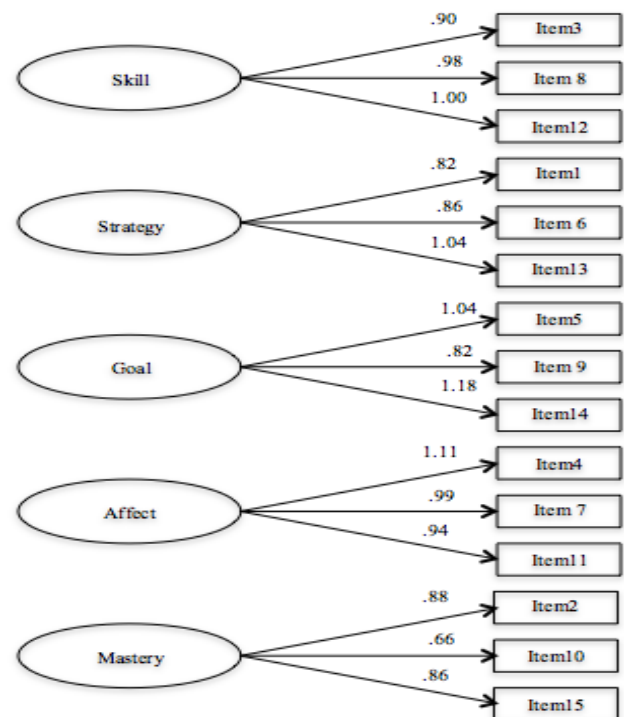 .90
Item3
.98
Item 8
Skill
1.00
Item12
.82
Item1
.86
Item 6
Strategy
1.04
Item13
1.04
Item5
.82
Item 9
Goal
1.18
Item14
1.11
Item4
.99
Item 7
Affect
.94
Item11
.88
Item2
.66
Item10
Mastery
.86
Item15